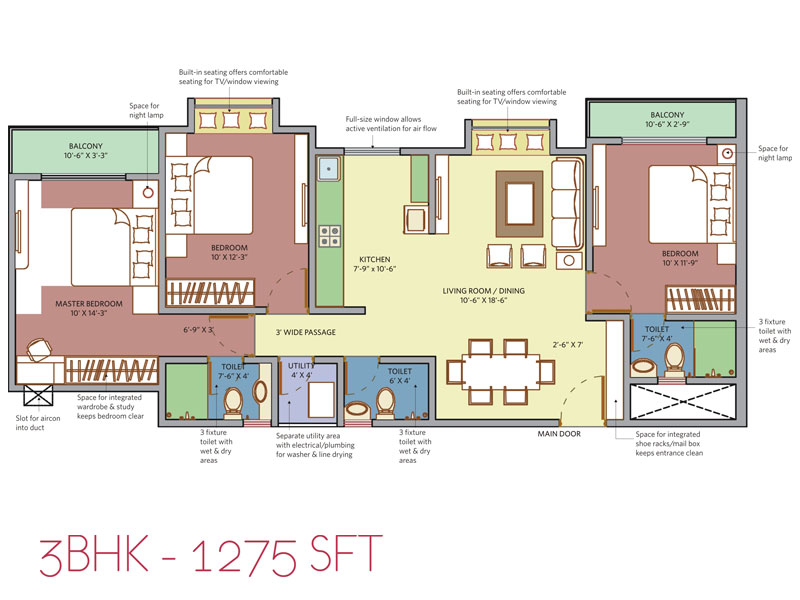 Built-in seating offers comfortable
seating for TV/window viewing
Built-in seating offers comfortable
seating for TV/window viewing
Space for
night lamp
Full-size window allows
active ventilation for air flow
BALCONY
10'-6" X 2'-9"
BALCONY
10'-6" X 3'-3"
Space for
night lamp
BEDROOM
10' X 12'-3"
KITCHEN
7'-9" x 10'-6"
BEDROOM
10' X 11'-9"
LIVING ROOM / DINING
10'-6" X 18'-6"
MASTER BEDROOM
10' X 14'-3"
6'-9" X 3'
3' WIDE PASSAGE
2'-6" X 7'
TOILET
7'-6" X 4'
3 fixture
toilet with
wet & dry
areas
TOILET
7'-6" X 4'
UTILITY
4' X 4'
TOILET
6' X 4'
Slot for aircon
into duct
Space for integrated
wardrobe & study
keeps bedroom clear
3 fixture
toilet with
wet & dry
areas
Separate utility area
with electrical/plumbing
for washer & line drying
3 fixture
toilet with
wet & dry
areas
MAIN DOOR
Space for integrated
shoe racks/mail box
keeps entrance clean
3BHK - 1275 SFT